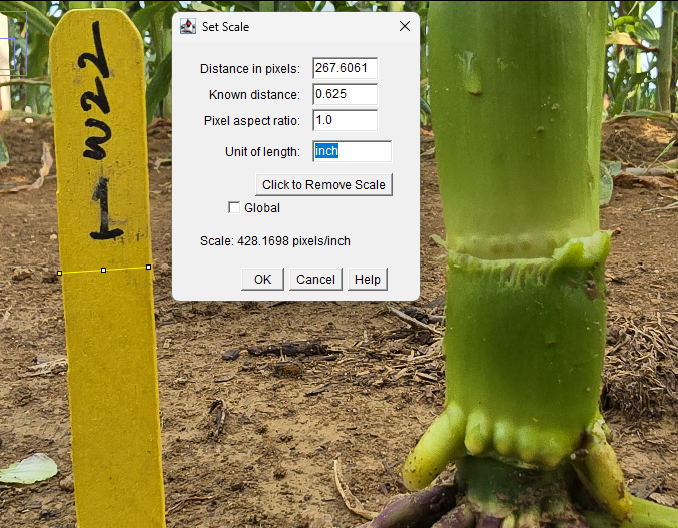 Set Scale
Distance in pixels: 267.6061
Known distance: 0.625
Pixel aspect ratio: 1.0
Unit of length: inch
Click to Remove Scale
Global
Scale: 428.1698 pixels/inch
OK Cancel Help
1 W22